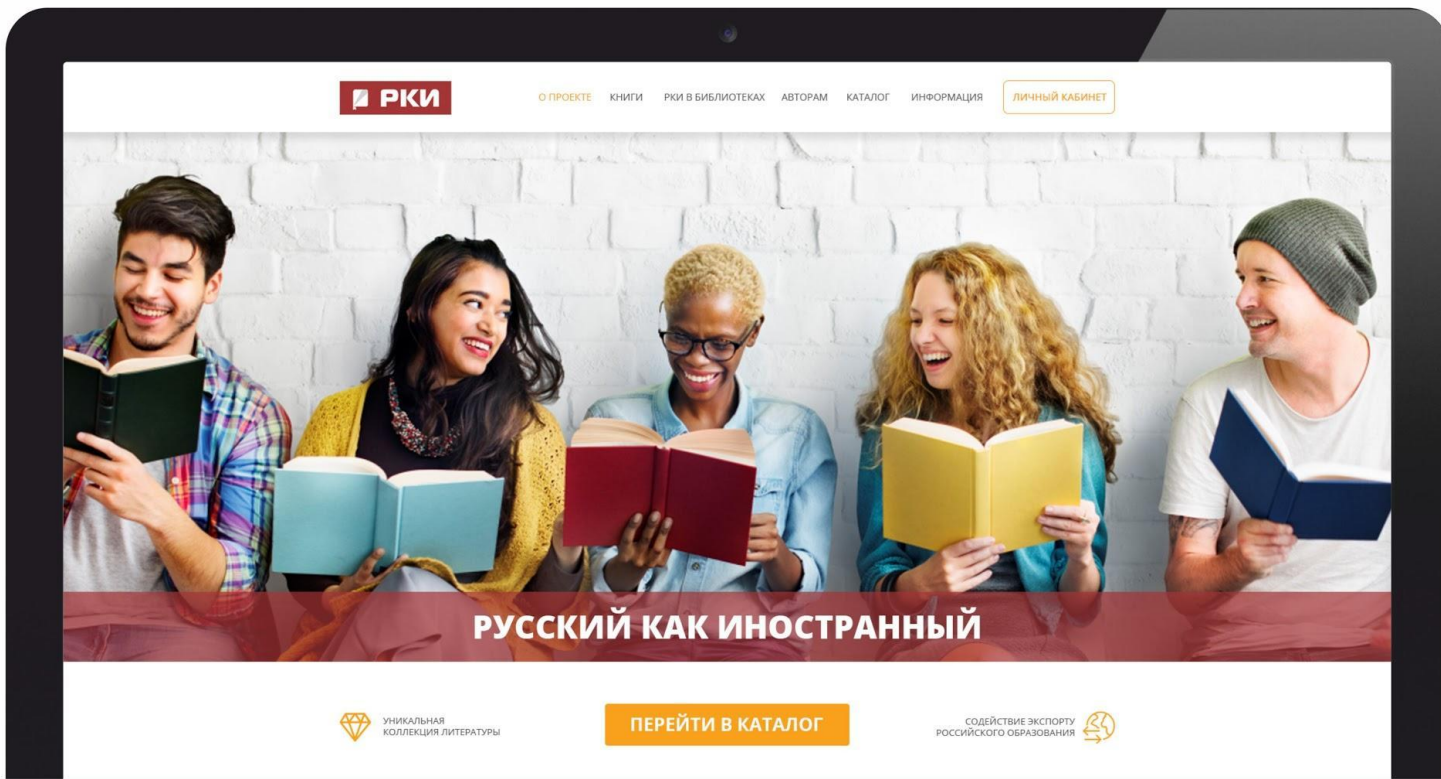 РКИ
О ПРОЕКТЕ КНИГИ РКИ В БИБЛИОТЕКАХ АВТОРАМ КАТАЛОГ ИНФОРМАЦИЯ ЛИЧНЫЙ КАБИНЕТ
РУССКИЙ КАК ИНОСТРАННЫЙ
УНИКАЛЬНАЯ
КОЛЛЕКЦИЯ ЛИТЕРАТУРЫ
ПЕРЕЙТИ В КАТАЛОГ
СОДЕЙСТВИЕ ЭКСПОРТУ
РОССИЙСКОГО ОБРАЗОВАНИЯ